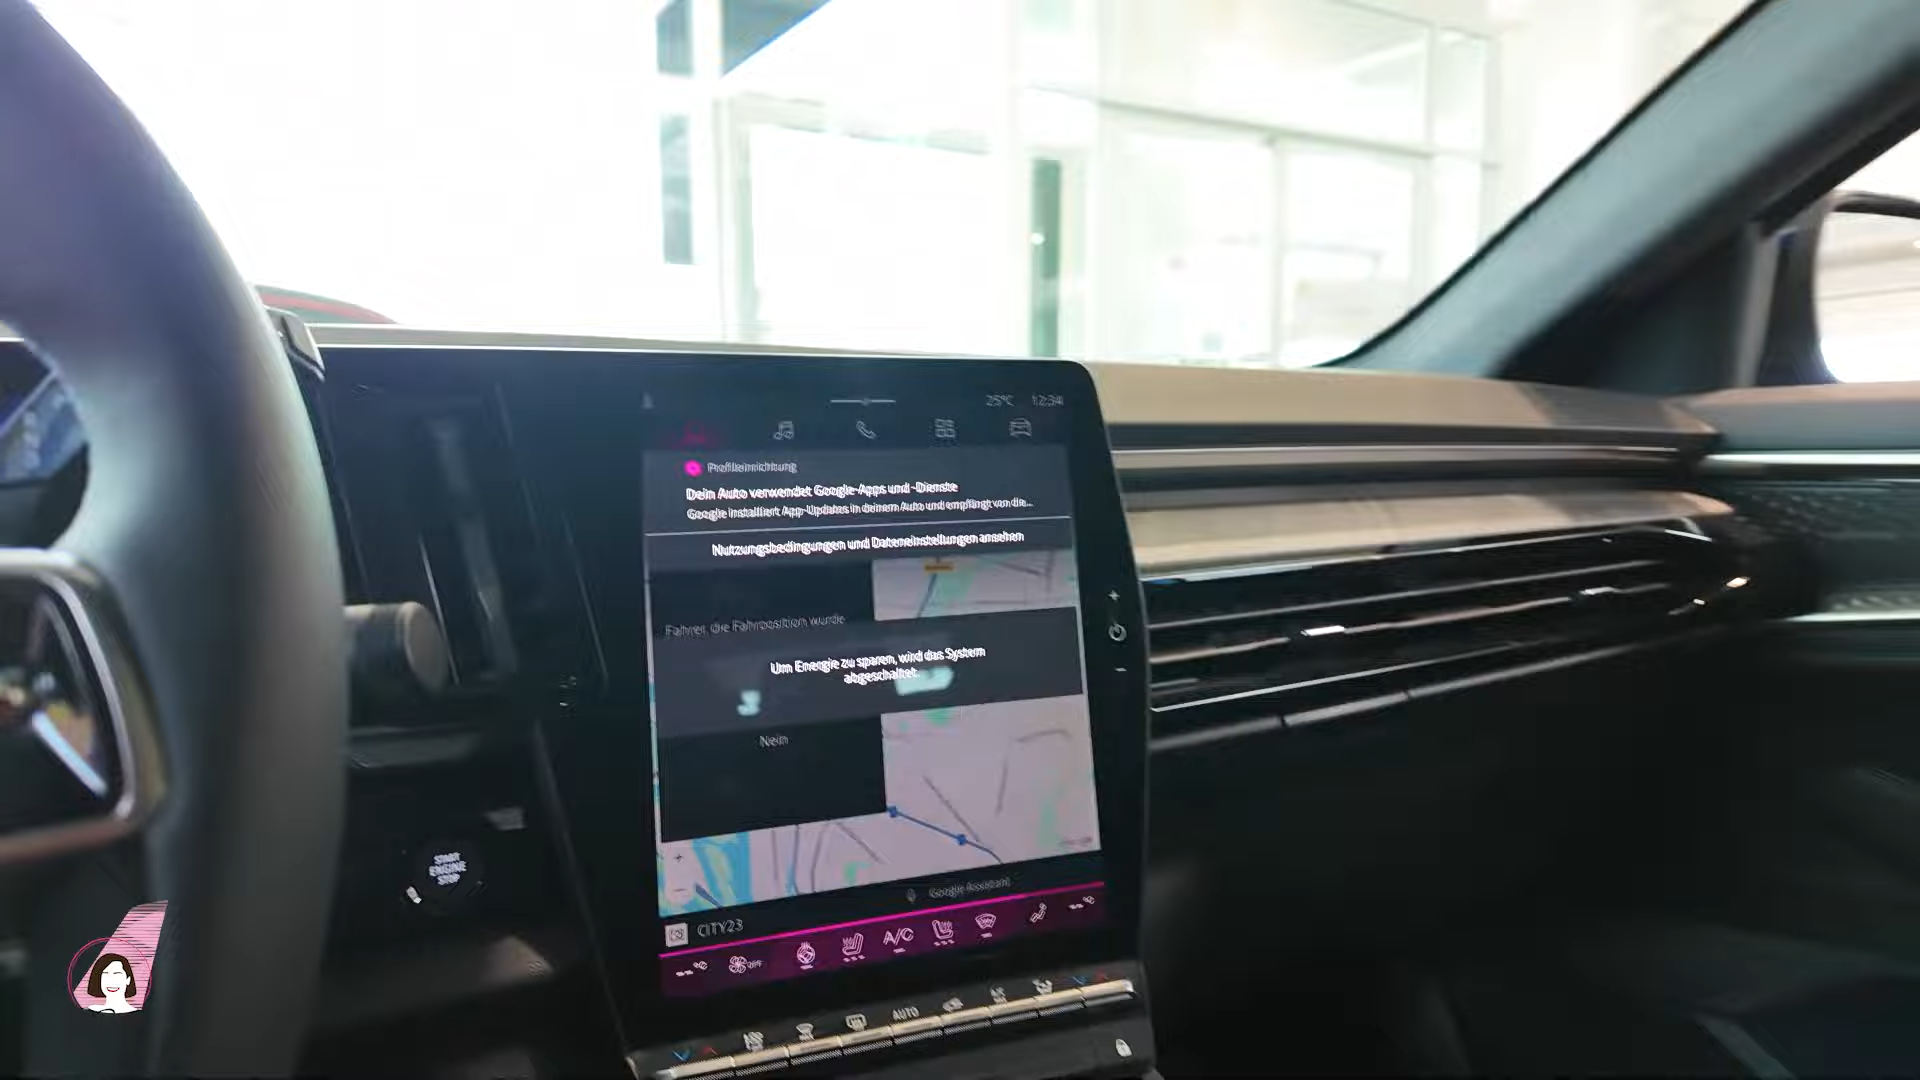 25°C 12:34
Profileinrichtung
Dein Auto verwendet Google-Apps und -Dienste
Google installiert App-Updates in deinem Auto und empfängt von die...
Nutzungsbedingungen und Dateneinstellungen ansehen
Fahrer, die Fahrposition wurde
Um Energie zu sparen, wird das System
abgeschaltet.
Nein
START
ENGINE
STOP
Google Assistant
CITY23
A/C
OFF
AUTO